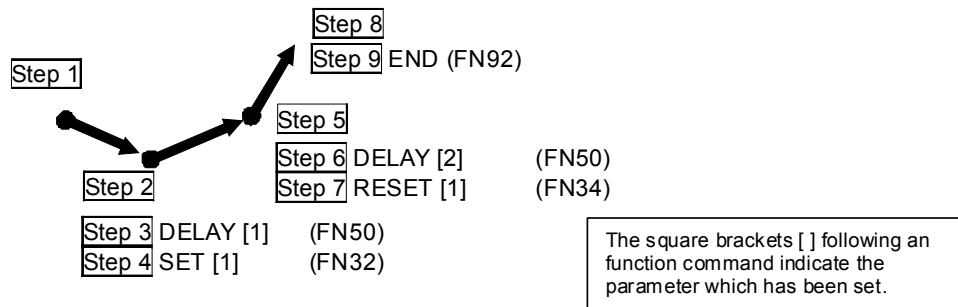 Step 8
Step 9 END (FN92)
Step 1
Step 5
Step 6 DELAY [2] (FN50)
Step 7 RESET [1] (FN34)
Step 2
Step 3 DELAY [1] (FN50)
Step 4 SET [1] (FN32)
The square brackets [ ] following an
function command indicate the
parameter which has been set.